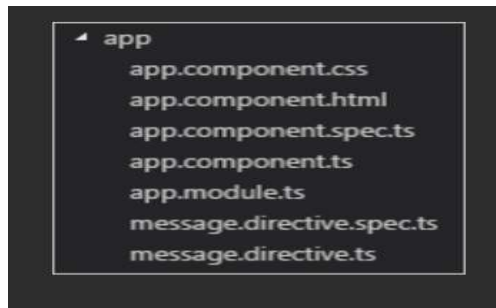 app
app.component.css
app.component.html
app.component.spec.ts
app.component.ts
app.module.ts
message.directive.spec.ts
message.directive.ts